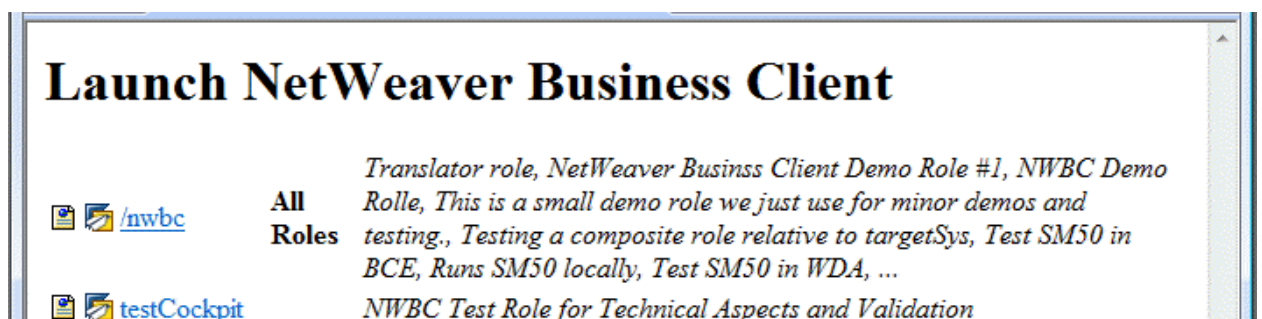 Launch NetWeaver Business Client
Translator role, NetWeaver Businss Client Demo Role #1, NWBC Demo
/nwbc All Rolle, This is a small demo role we just use for minor demos and
Roles testing., Testing a composite role relative to targetSys, Test SM50 in
BCE, Runs SM50 locally, Test SM50 in WDA, ...
testCockpit NWBC Test Role for Technical Aspects and Validation